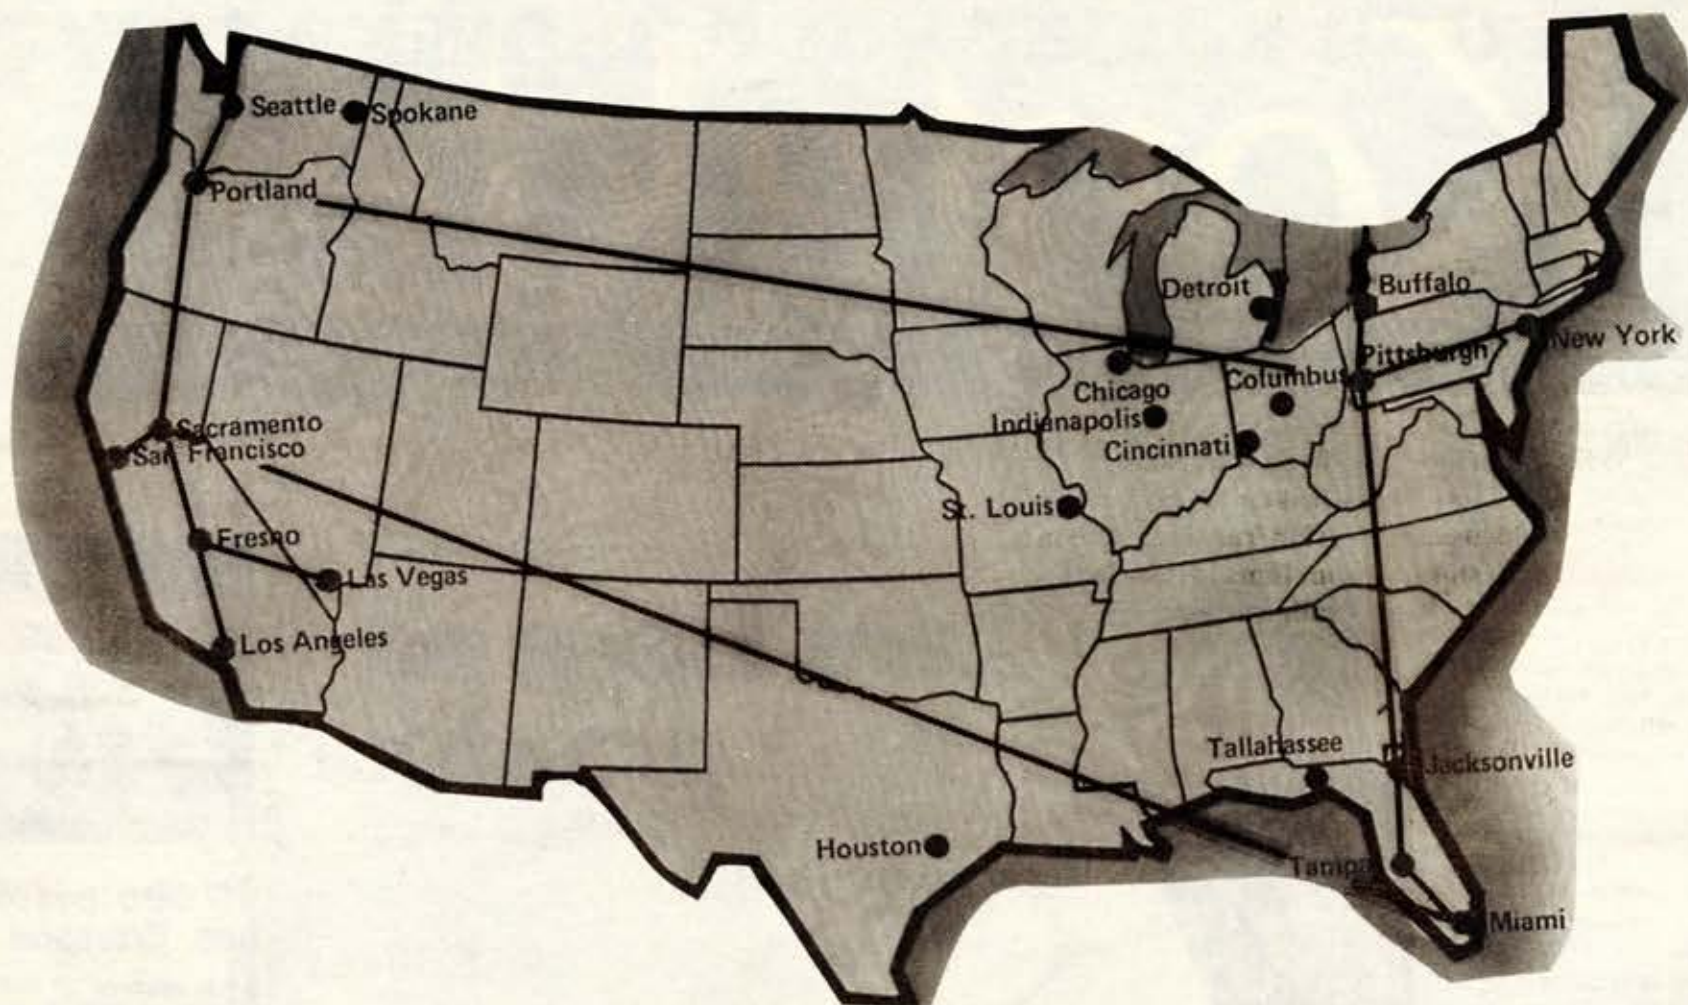 Seattle
Spokane
Portland
Detroit
Buffalo
New York
Pittsburgh
Columbus
Chicago
Indianapolis
Cincinnati
Sacramento
San Francisco
St. Louis
Fresno
Las Vegas
Los Angeles
Tallahassee
Jacksonville
Houston
Tampa
Miami